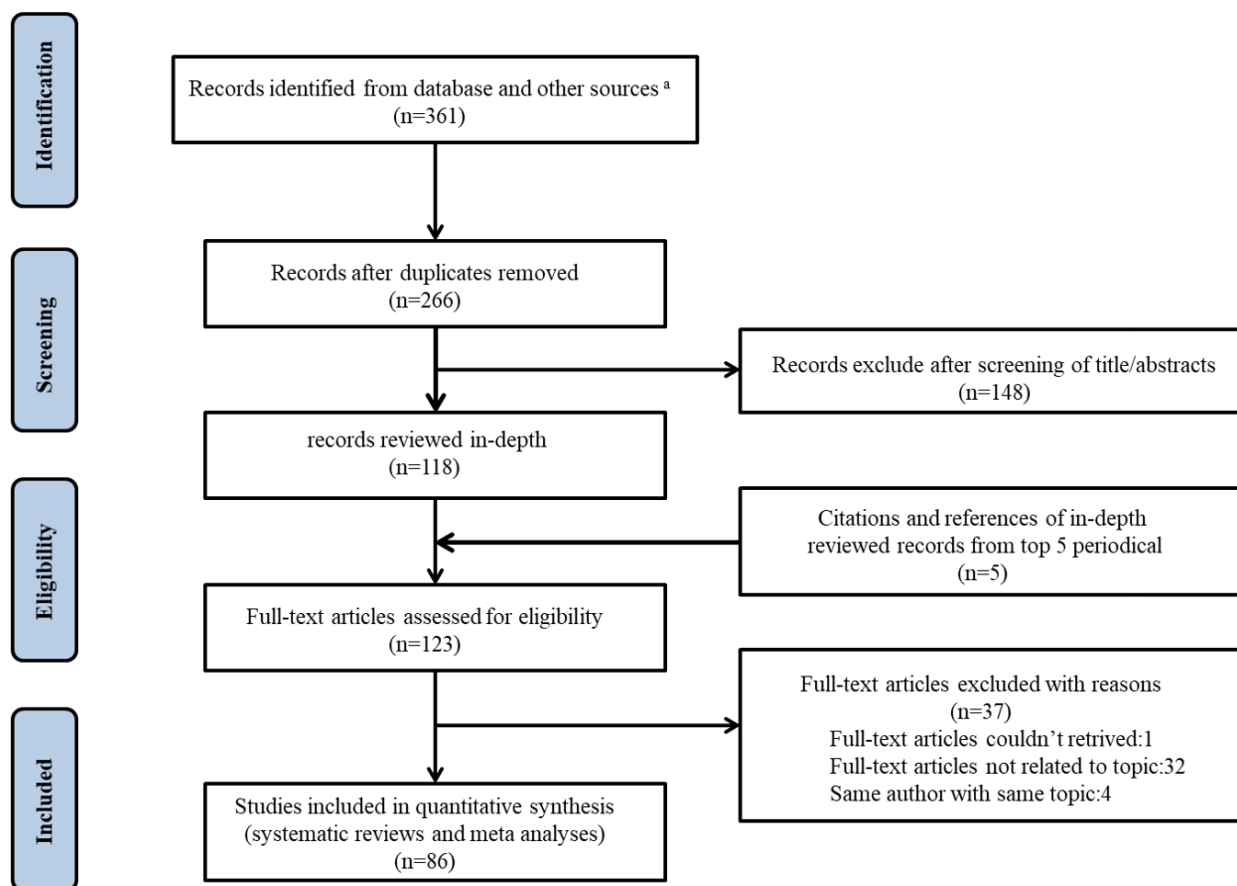 Identification
Records identified from database and other sources a
(n=361)
Screening
Records after duplicates removed
(n=266)
Records exclude after screening of title/abstracts
(n=148)
records reviewed in-depth
(n=118)
Eligibility
Citations and references of in-depth
reviewed records from top 5 periodical
(n=5)
Full-text articles assessed for eligibility
(n=123)
Included
Full-text articles excluded with reasons
(n=37)
Full-text articles couldn’t retrived:1
Full-text articles not related to topic:32
Same author with same topic:4
Studies included in quantitative synthesis
(systematic reviews and meta analyses)
(n=86)